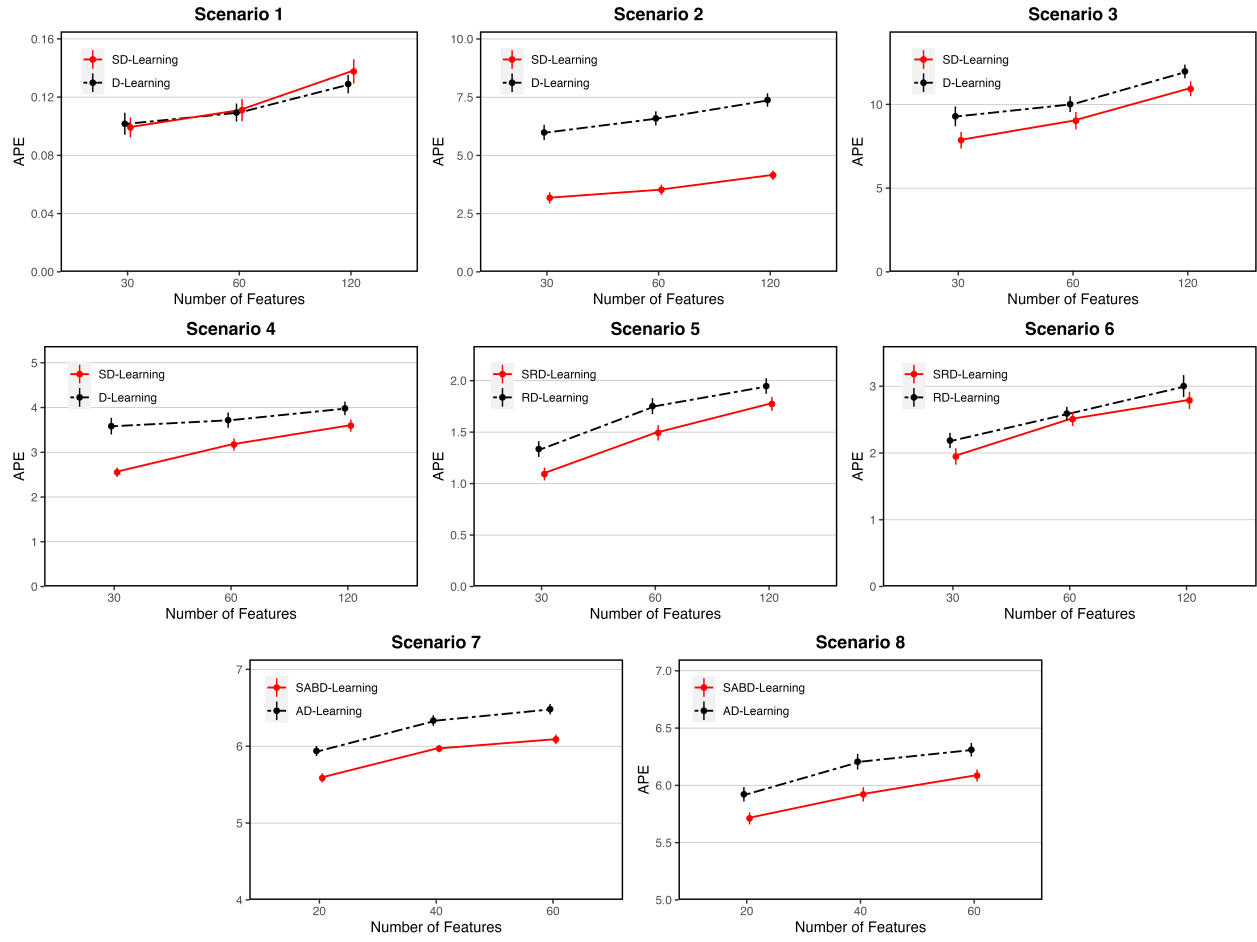 Scenario 1
SD-Learning
D-Learning
APE
0.16
0.12
0.08
0.04
0.00
30 60 120
Number of Features
Scenario 2
SD-Learning
D-Learning
APE
10.0
7.5
5.0
2.5
0.0
30 60 120
Number of Features
Scenario 3
SD-Learning
D-Learning
APE
10
5
0
30 60 120
Number of Features
Scenario 4
SD-Learning
D-Learning
APE
5
4
3
2
1
0
30 60 120
Number of Features
Scenario 5
SRD-Learning
RD-Learning
APE
2.0
1.5
1.0
0.5
0.0
30 60 120
Number of Features
Scenario 6
SRD-Learning
RD-Learning
APE
3
2
1
0
30 60 120
Number of Features
Scenario 7
SABD-Learning
AD-Learning
APE
7
6
5
4
20 40 60
Number of Features
Scenario 8
SABD-Learning
AD-Learning
APE
7.0
6.5
6.0
5.5
5.0
20 40 60
Number of Features